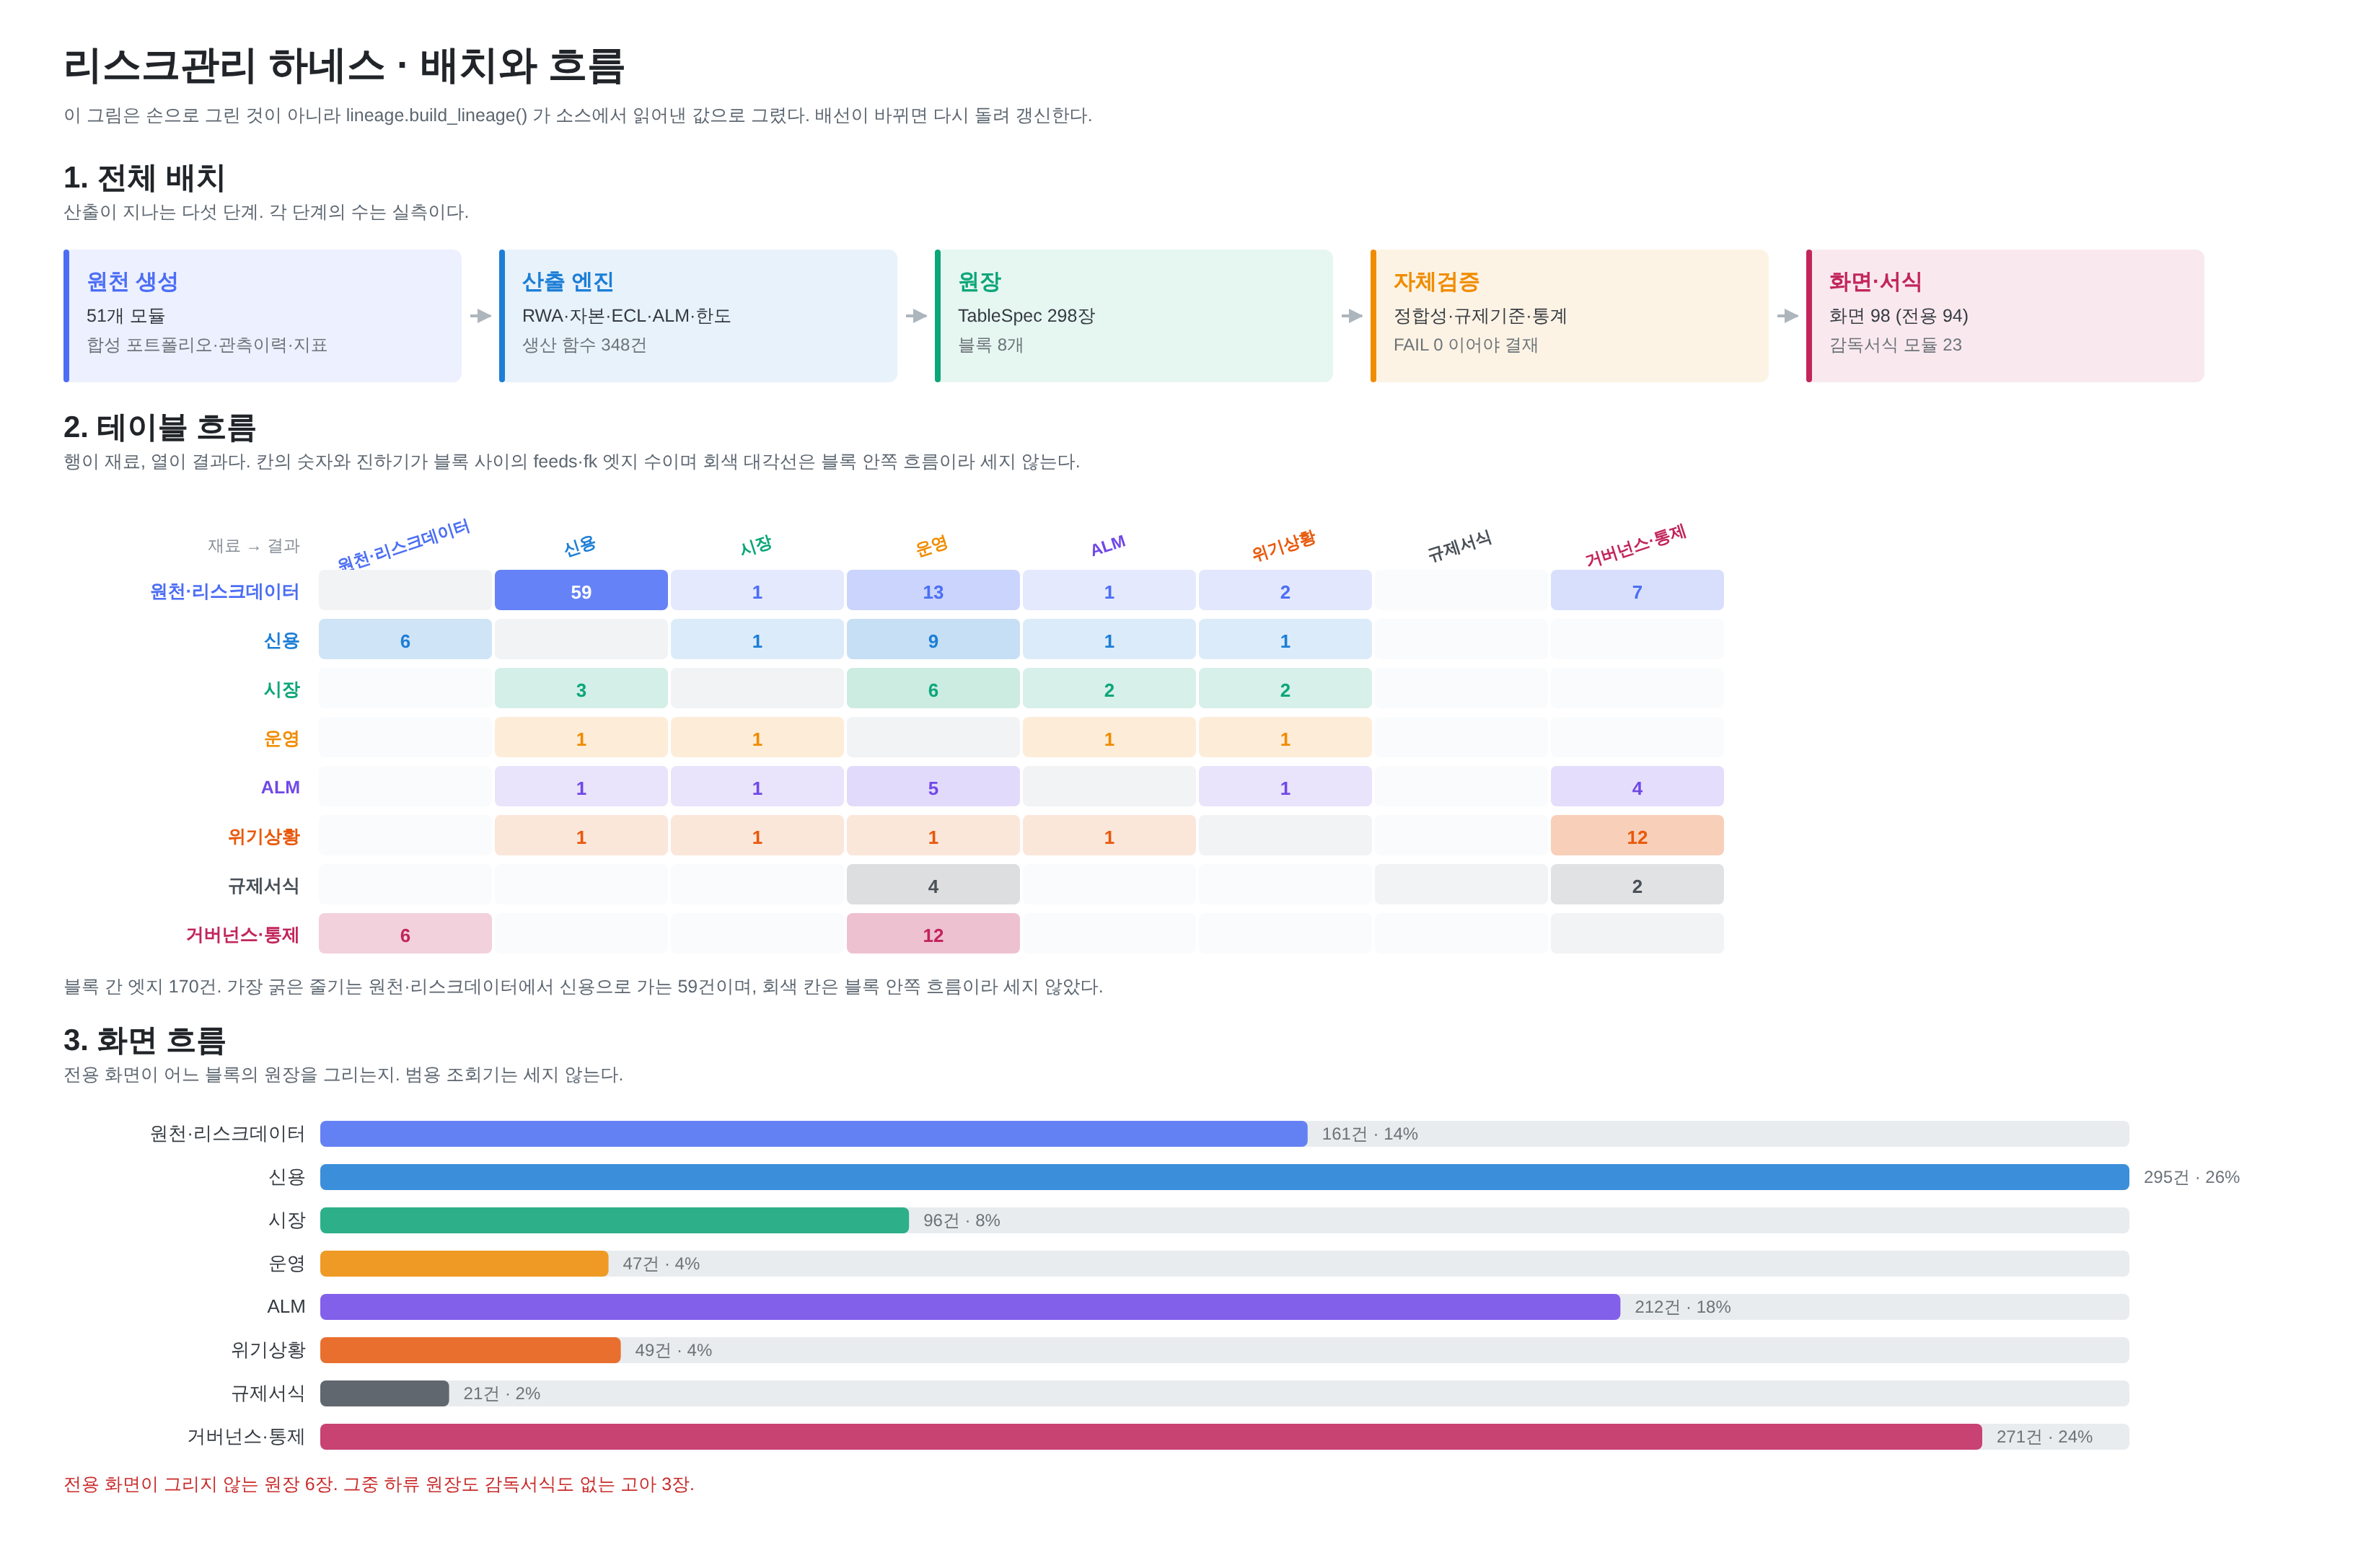 리스크관리 하네스 · 배치와 흐름
이 그림은 손으로 그린 것이 아니라 lineage.build_lineage() 가 소스에서 읽어낸 값으로 그렸다. 배선이 바뀌면 다시 돌려 갱신한다.
1. 전체 배치
산출이 지나는 다섯 단계. 각 단계의 수는 실측이다.
원천 생성
51개 모듈
합성 포트폴리오·관측이력·지표
산출 엔진
RWA·자본·ECL·ALM·한도
생산 함수 348건
원장
TableSpec 298장
블록 8개
자체검증
정합성·규제기준·통계
FAIL 0 이어야 결재
화면·서식
화면 98 (전용 94)
감독서식 모듈 23
2. 테이블 흐름
행이 재료, 열이 결과다. 칸의 숫자와 진하기가 블록 사이의 feeds·fk 엣지 수이며 회색 대각선은 블록 안쪽 흐름이라 세지 않는다.
재료 → 결과 원천·리스크데이터 신용 시장 운영 ALM 위기상황 규제서식 거버넌스·통제
원천·리스크데이터 59 1 13 1 2 7
신용 6 1 9 1 1
시장 3 6 2 2
운영 1 1 1 1
ALM 1 1 5 1 4
위기상황 1 1 1 1 12
규제서식 4 2
거버넌스·통제 6 12
블록 간 엣지 170건. 가장 굵은 줄기는 원천·리스크데이터에서 신용으로 가는 59건이며, 회색 칸은 블록 안쪽 흐름이라 세지 않았다.
3. 화면 흐름
전용 화면이 어느 블록의 원장을 그리는지. 범용 조회기는 세지 않는다.
원천·리스크데이터 161건 · 14%
신용 295건 · 26%
시장 96건 · 8%
운영 47건 · 4%
ALM 212건 · 18%
위기상황 49건 · 4%
규제서식 21건 · 2%
거버넌스·통제 271건 · 24%
전용 화면이 그리지 않는 원장 6장. 그중 하류 원장도 감독서식도 없는 고아 3장.